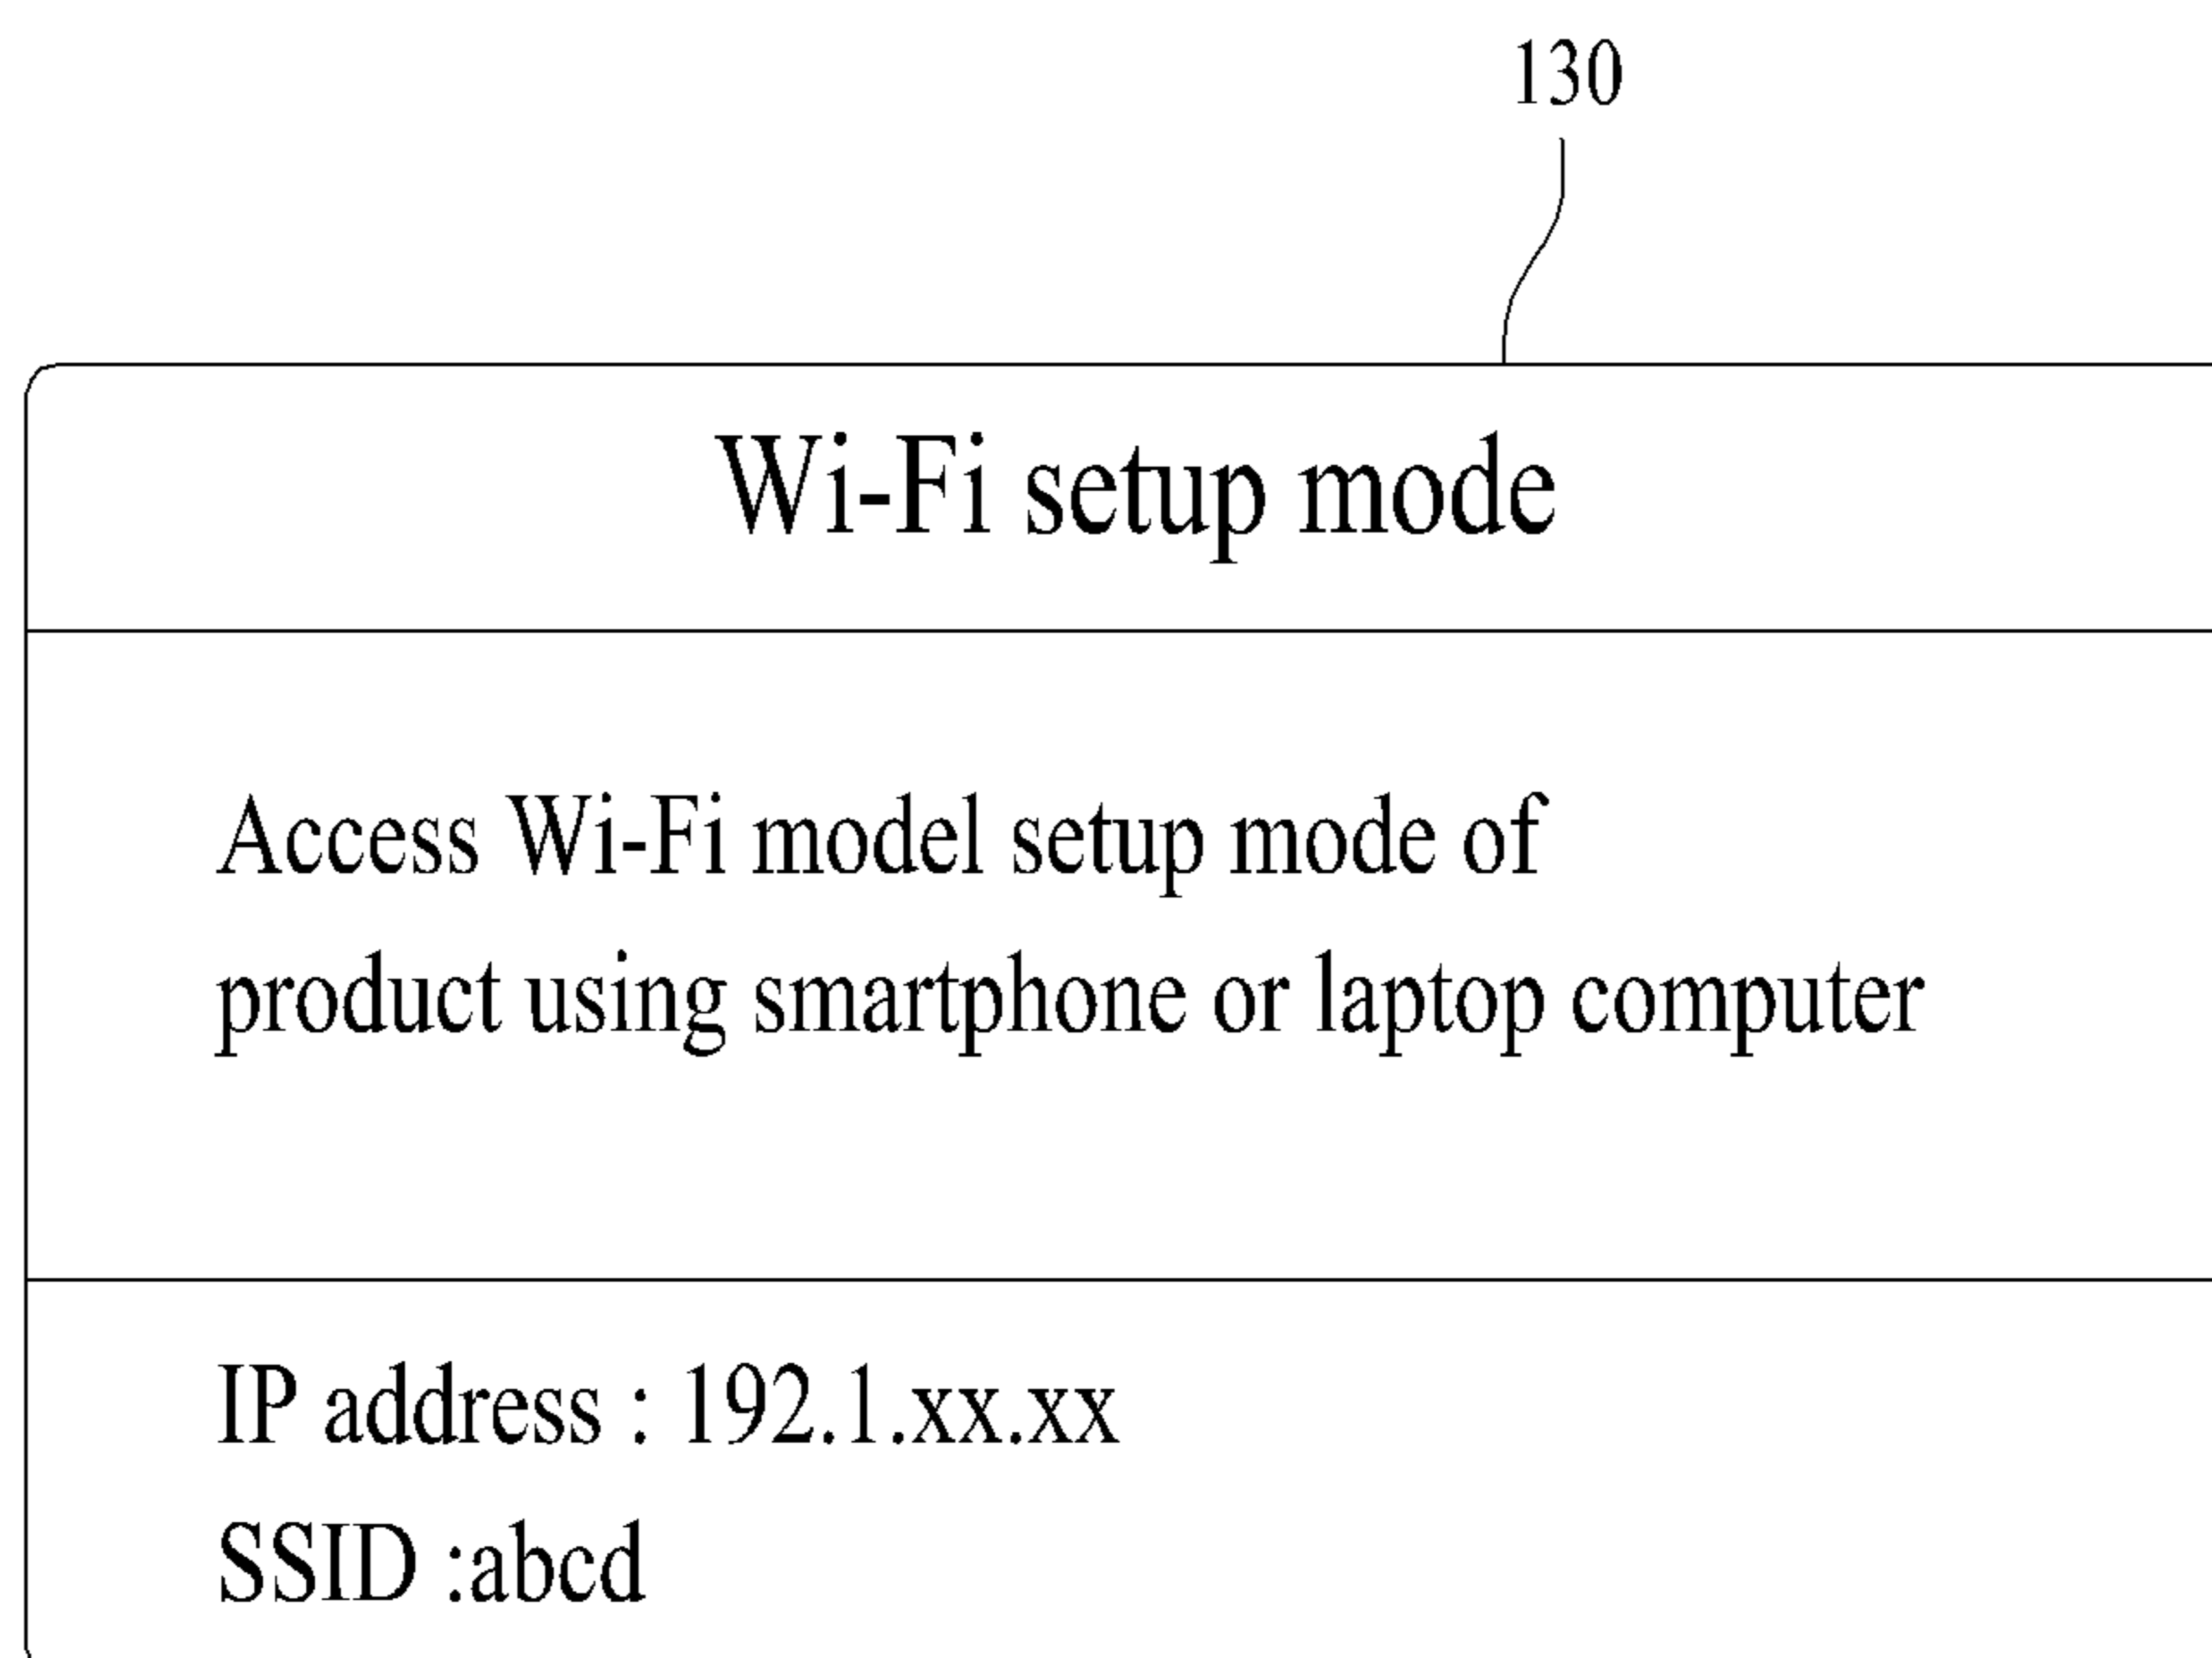 130
Wi-Fi setup mode
Access Wi-Fi model setup mode of
product using smartphone or laptop computer
IP address : 192.1.xx.xx
SSID :abcd